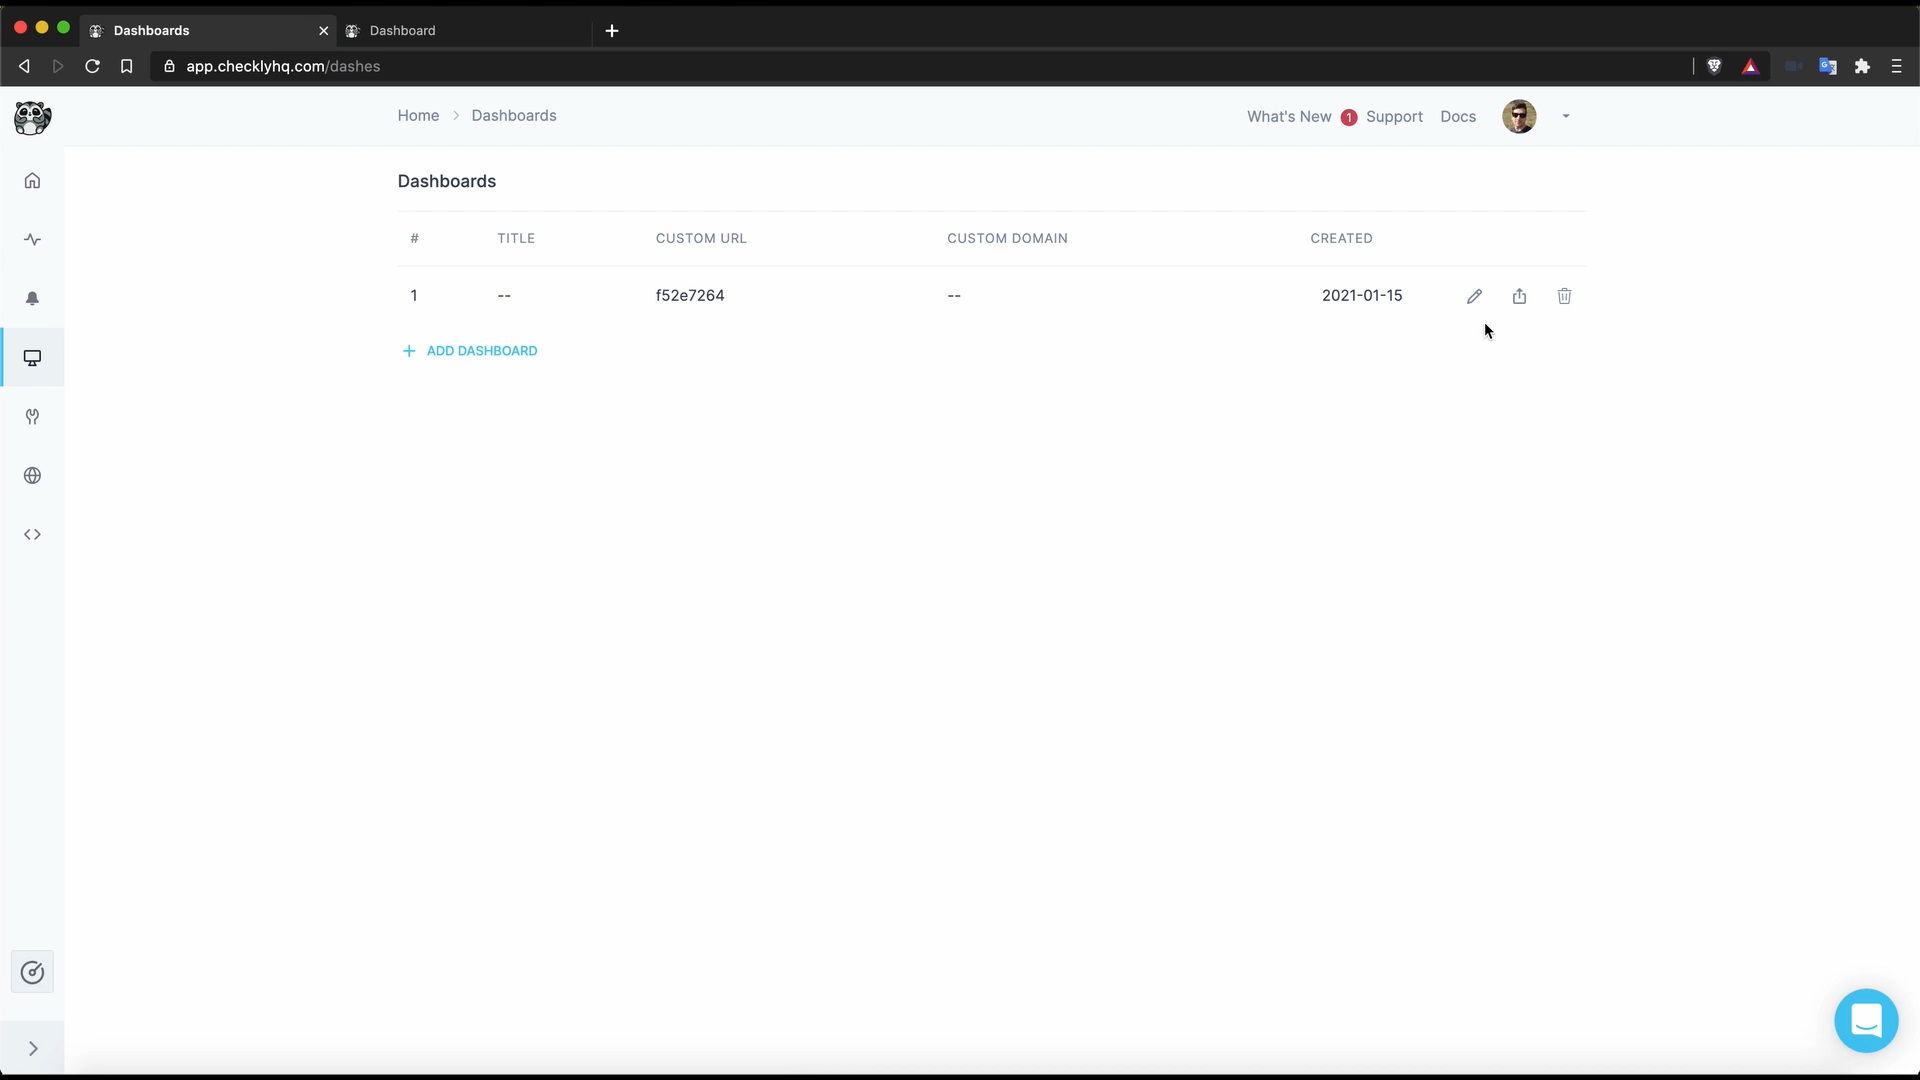 Dashboards
Dashboard
app.checklyhq.com/dashes
Home > Dashboards
What's New 1 Support Docs
Dashboards
# TITLE CUSTOM URL CUSTOM DOMAIN CREATED
1 -- f52e7264 -- 2021-01-15
+ ADD DASHBOARD